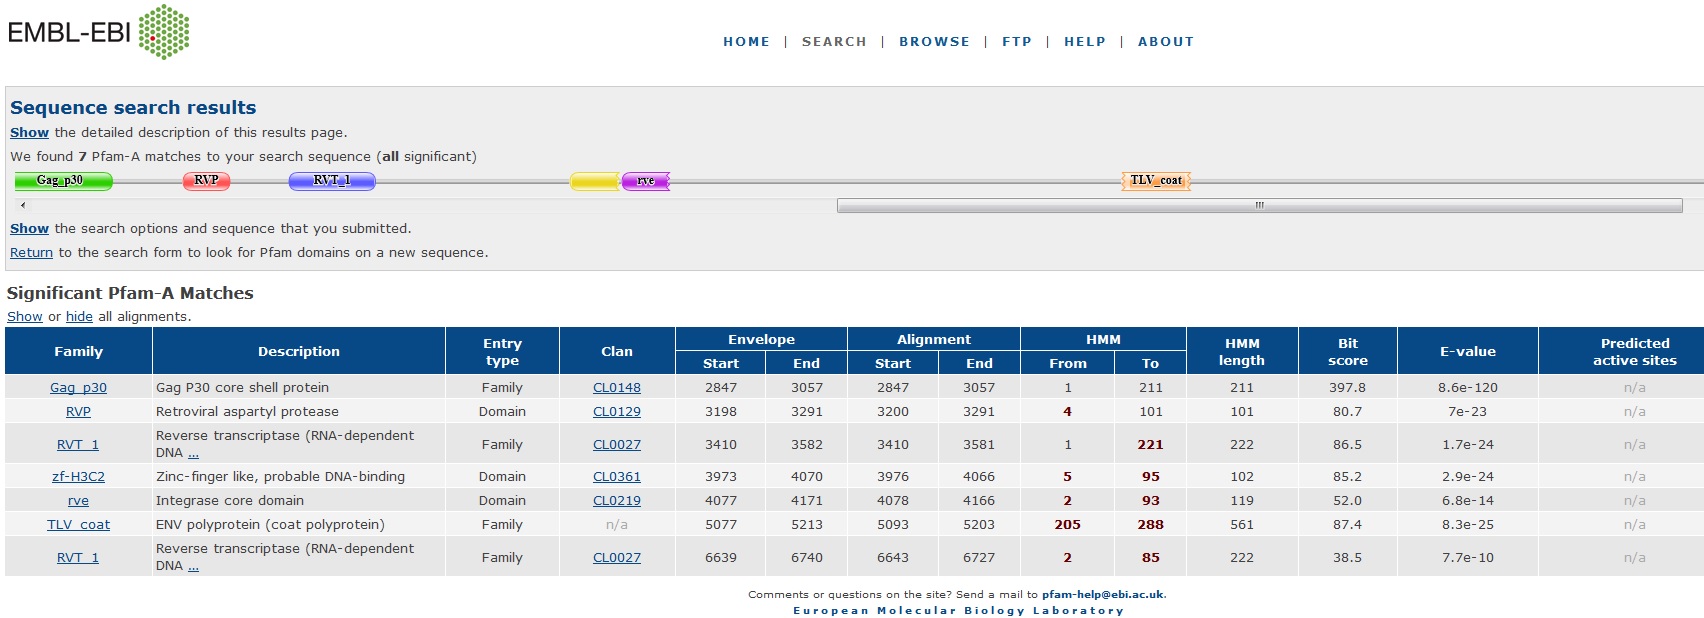 EMBL-EBI
HOME | SEARCH | BROWSE | FTP | HELP | ABOUT
Sequence search results
Show the detailed description of this results page.
We found 7 Pfam-A matches to your search sequence (all significant)
Gag_p30 RVP RVT_1 rve TLV_coat
Show the search options and sequence that you submitted.
Return to the search form to look for Pfam domains on a new sequence.
Significant Pfam-A Matches
Show or hide all alignments.
Family Description Entry type Clan Envelope Alignment HMM HMM length Bit score E-value Predicted active sites
Start End Start End From To
Gag_p30 Gag P30 core shell protein Family CL0148 2847 3057 2847 3057 1 211 211 397.8 8.6e-120 n/a
RVP Retroviral aspartyl protease Domain CL0129 3198 3291 3200 3291 4 101 101 80.7 7e-23 n/a
RVT_1 Reverse transcriptase (RNA-dependent DNA ... Family CL0027 3410 3582 3410 3581 1 221 222 86.5 1.7e-24 n/a
zf-H3C2 Zinc-finger like, probable DNA-binding Domain CL0361 3973 4070 3976 4066 5 95 102 85.2 2.9e-24 n/a
rve Integrase core domain Domain CL0219 4077 4171 4078 4166 2 93 119 52.0 6.8e-14 n/a
TLV_coat ENV polyprotein (coat polyprotein) Family n/a 5077 5213 5093 5203 205 288 561 87.4 8.3e-25 n/a
RVT_1 Reverse transcriptase (RNA-dependent DNA ... Family CL0027 6639 6740 6643 6727 2 85 222 38.5 7.7e-10 n/a
Comments or questions on the site? Send a mail to pfam-help@ebi.ac.uk.
European Molecular Biology Laboratory